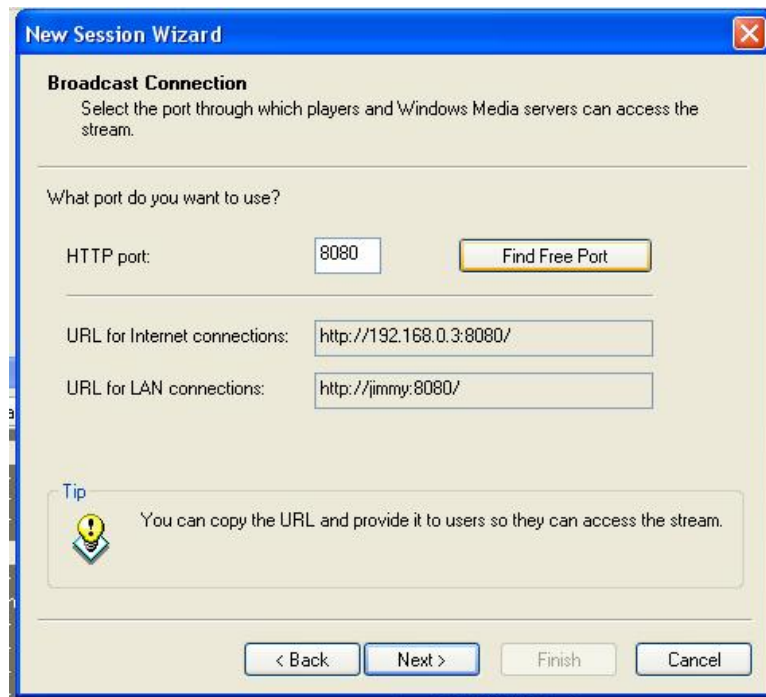 New Session Wizard
Broadcast Connection
Select the port through which players and Windows Media servers can access the
stream.
What port do you want to use?
HTTP port:
8080
Find Free Port
URL for Internet connections:
http://192.168.0.3:8080/
URL for LAN connections:
http://jimmy:8080/
Tip
You can copy the URL and provide it to users so they can access the stream.
< Back
Next >
Finish
Cancel